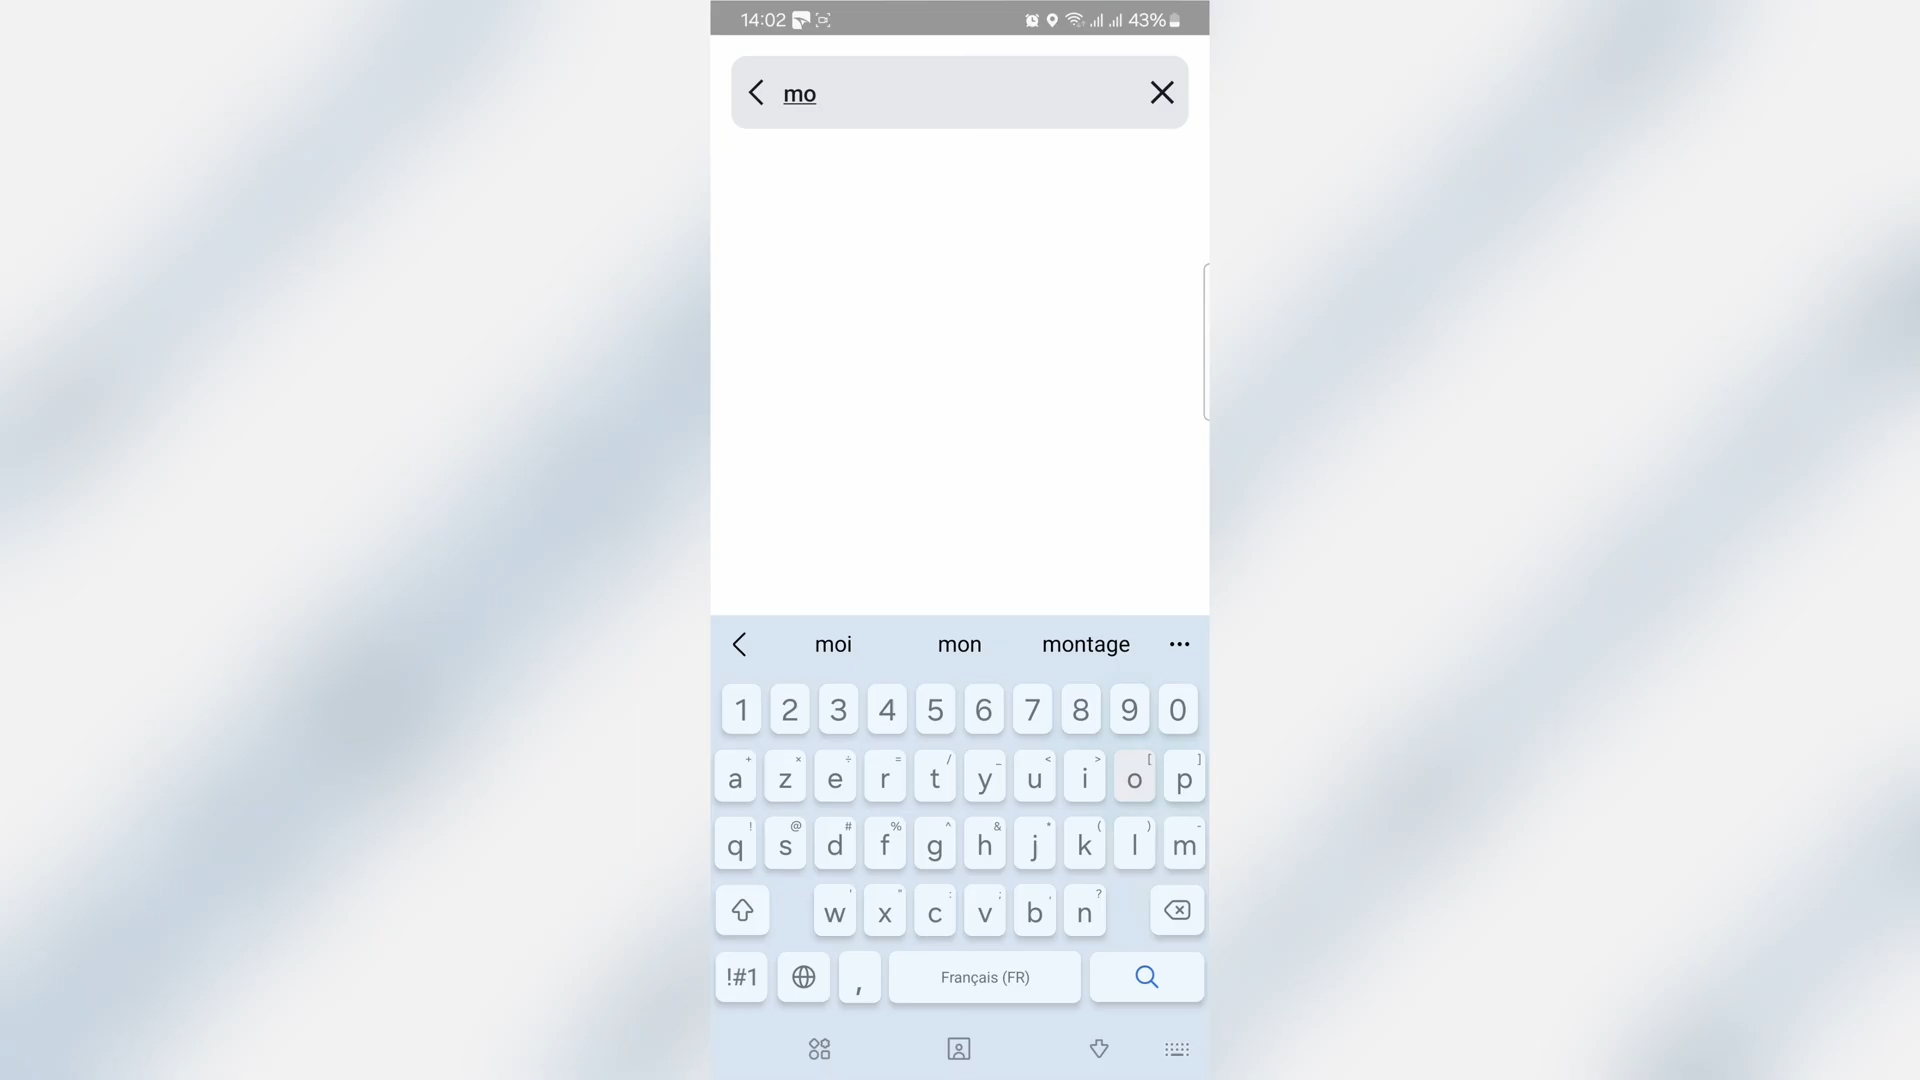 14:02 43%
mo
moi mon montage
1 2 3 4 5 6 7 8 9 0
+ × ÷ = / _ < > [ ]
a z e r t y u i o p
! @ # % ^ & * ( ) -
q s d f g h j k l m
' " : ; , ?
w x c v b n
!#1 , Français (FR)